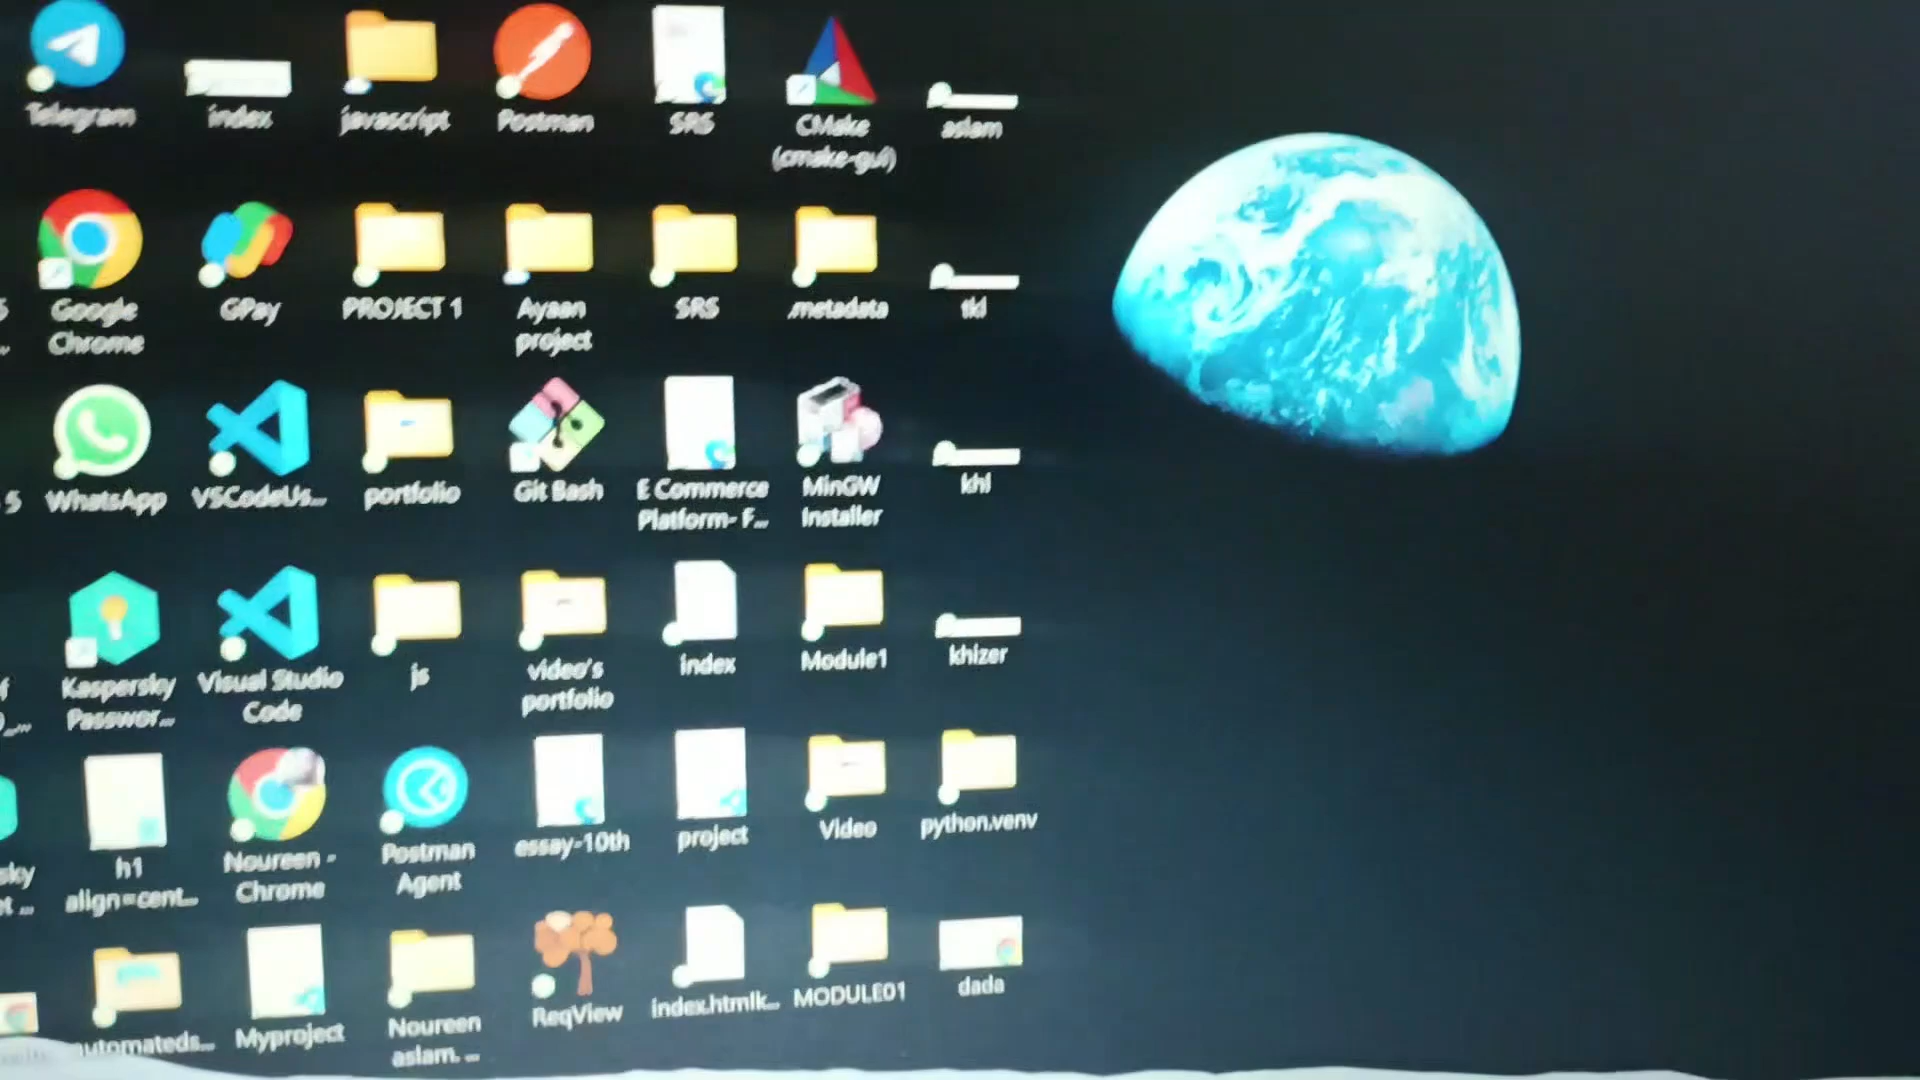 Telegram
index
javascript
Postman
SRS
CMake
(cmake-gui)
aslam
Google
Chrome
GPay
PROJECT 1
Ayaan
project
SRS
.metadata
tkl
WhatsApp
VSCodeUs...
portfolio
Git Bash
E Commerce
Platform- F...
MinGW
Installer
khl
Kaspersky
Passwor...
Visual Studio
Code
js
video's
portfolio
index
Module1
khizer
h1
align=cent...
Noureen -
Chrome
Postman
Agent
essay-10th
project
Video
python.venv
automateds...
Myproject
Noureen
aslam. ...
ReqView
index.htmlk...
MODULE01
dada